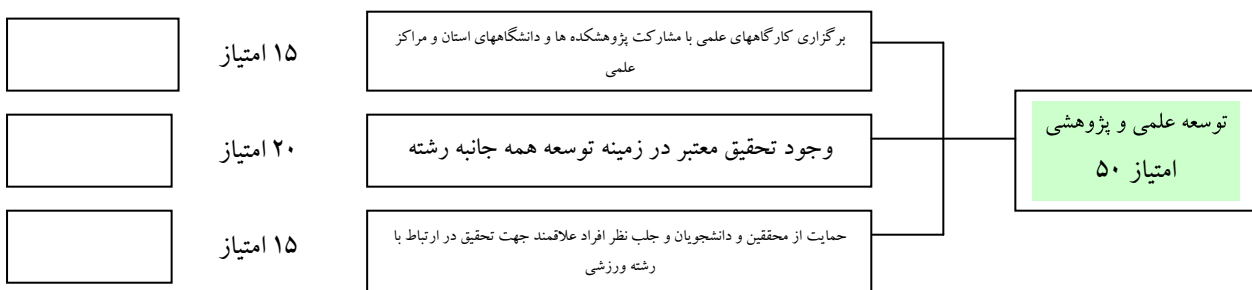 توسعه علمی و پژوهشی
امتیاز ۵۰
برگزاری کارگاههای علمی با مشارکت پژوهشکده ها و دانشگاههای استان و مراکز
علمی
۱۵ امتیاز
وجود تحقیق معتبر در زمینه توسعه همه جانبه رشته
۲۰ امتیاز
حمایت از محققین و دانشجویان و جلب نظر افراد علاقمند جهت تحقیق در ارتباط با
رشته ورزشی
۱۵ امتیاز